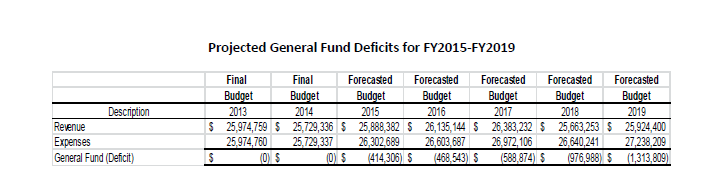 Projected General Fund Deficits for FY2015-FY2019
Final Final Forecasted Forecasted Forecasted Forecasted Forecasted
Budget Budget Budget Budget Budget Budget Budget
Description 2013 2014 2015 2016 2017 2018 2019
Revenue $ 25,974,759 $ 25,729,336 $ 25,888,382 $ 26,135,144 $ 26,383,232 $ 25,663,253 $ 25,924,400
Expenses 25,974,760 25,729,337 26,302,689 26,603,687 26,972,106 26,640,241 27,238,209
General Fund (Deficit) $ (0) $ (0) $ (414,306) $ (468,543) $ (588,874) $ (976,988) $ (1,313,809)